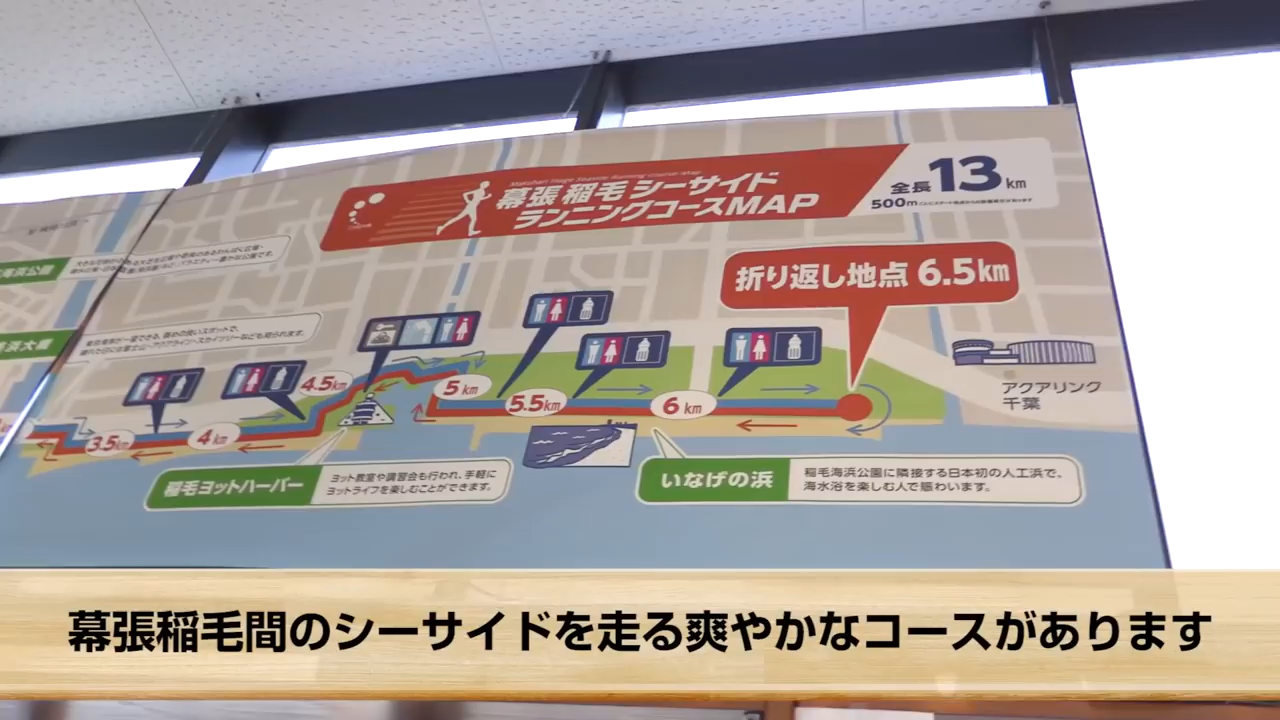 幕張 稲毛 シーサイド
ランニングコースMAP
全長13km
500m
折り返し地点 6.5km
アクアリンク
千葉
海浜公園
浜大橋
3.5km
4km
4.5km
5km
5.5km
6km
稲毛ヨットハーバー
ヨット教室や講習会も行われ、手軽に
ヨットライフを楽しむことができます。
いなげの浜
稲毛海浜公園に隣接する日本初の人工浜で、
海水浴を楽しむ人で賑わいます。
幕張稲毛間のシーサイドを走る爽やかなコースがあります